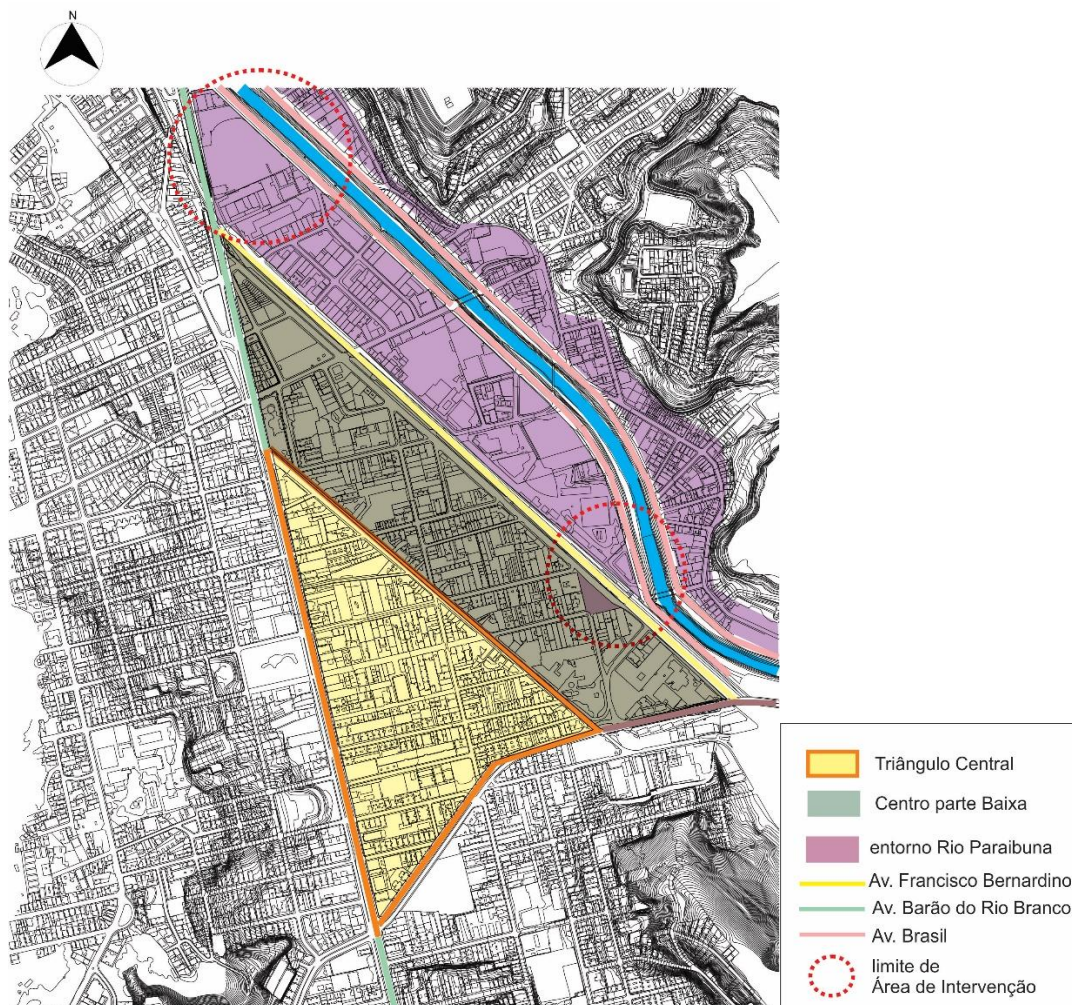 N
Triângulo Central
Centro parte Baixa
entorno Rio Paraibuna
Av. Francisco Bernardino
Av. Barão do Rio Branco
Av. Brasil
limite de
Área de Intervenção